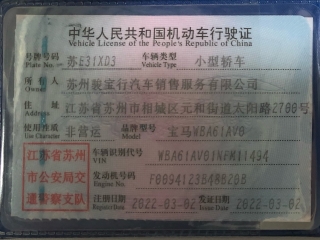 中华人民共和国机动车行驶证
Vehicle License of the People's Republic of China
号牌号码 苏E31XD3 车辆类型 小型轿车
Plate No. Vehicle Type
所有人 苏州骏宝行汽车销售服务有限公司
Owner
住址 江苏省苏州市相城区元和街道太阳路2700号
Address
使用性质 非营运 品牌型号 宝马WBA61AV0
Use Character Model
江苏省苏州 车辆识别代号
VIN
市公安局交 发动机号码
Engine No.
通警察支队 注册日期 2022-03-02 发证日期 2022-03-02
Register Date Issue Date